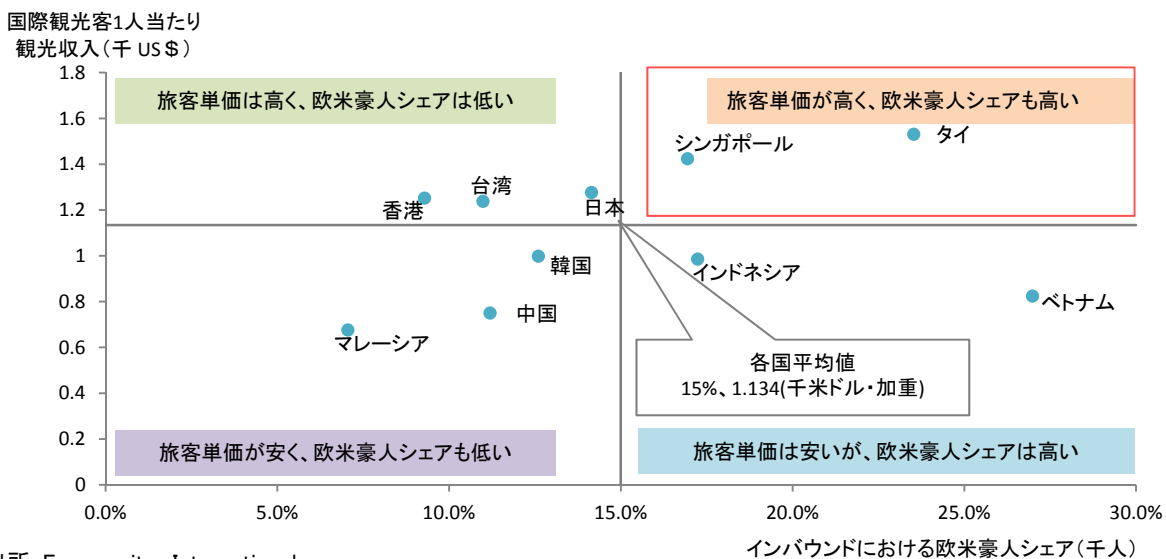 国際観光客1人当たり
観光収入(千 US＄)
1.8
1.6
1.4
1.2
1
0.8
0.6
0.4
0.2
0
旅客単価は高く、欧米豪人シェアは低い
旅客単価が高く、欧米豪人シェアも高い
タイ
シンガポール
台湾
香港
日本
韓国
インドネシア
中国
ベトナム
マレーシア
各国平均値
15%、1.134(千米ドル・加重)
旅客単価が安く、欧米豪人シェアも低い
旅客単価は安いが、欧米豪人シェアは高い
0.0%
5.0%
10.0%
15.0%
20.0%
25.0%
30.0%
インバウンドにおける欧米豪人シェア(千人)